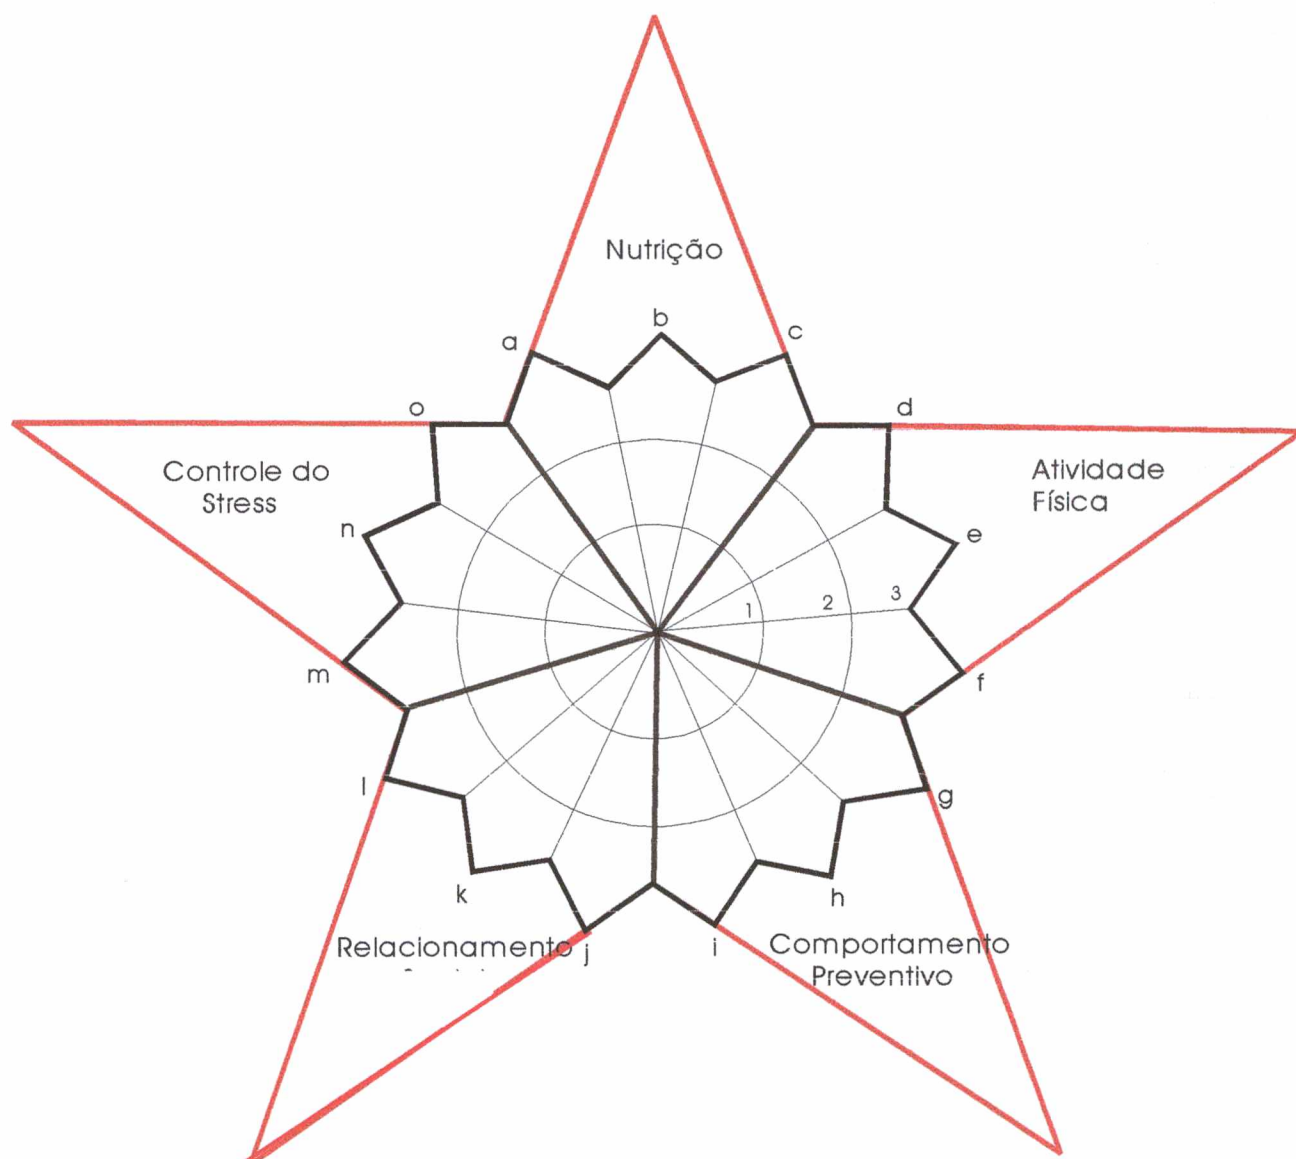 Nutrição
b
a
c
o
d
Controle do
Stress
Atividade
Física
n
e
1
2
3
m
f
l
g
k
h
Relacionamento
j
i
Comportamento
Preventivo